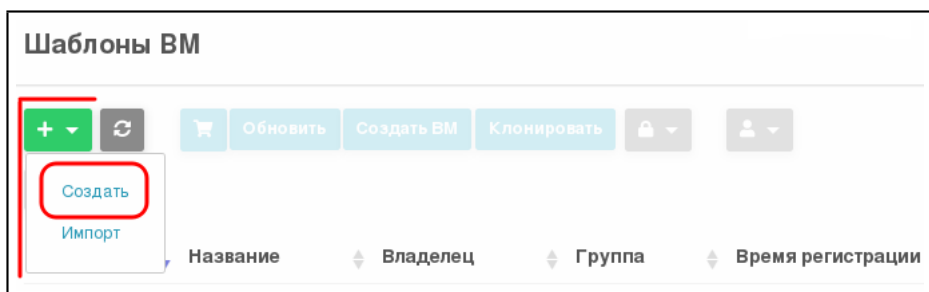 Шаблоны ВМ
Обновить Создать ВМ Клонировать
Создать
Импорт
Название Владелец Группа Время регистрации